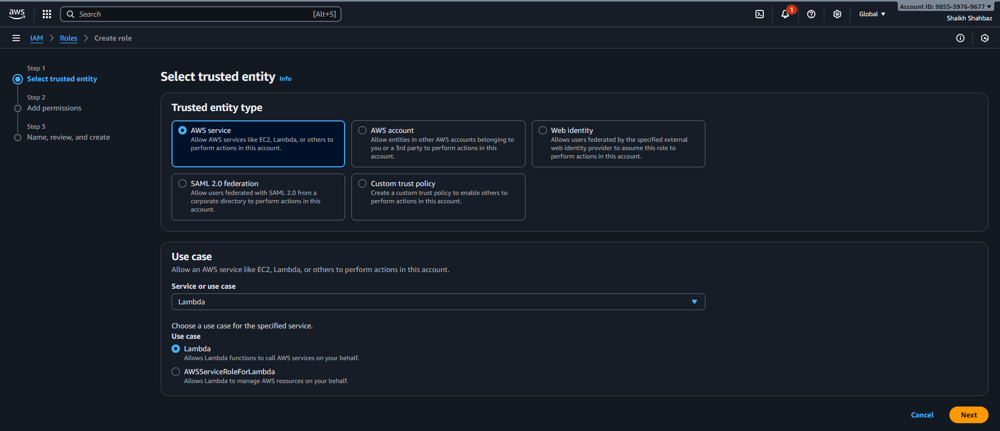 aws
Search
[Alt+S]
1
Global
Account ID: 9855-3976-9677
Shaikh Shahbaz
IAM
Roles
Create role
Step 1
Select trusted entity
Step 2
Add permissions
Step 3
Name, review, and create
Select trusted entity Info
Trusted entity type
AWS service
Allow AWS services like EC2, Lambda, or others to
perform actions in this account.
AWS account
Allow entities in other AWS accounts belonging to
you or a 3rd party to perform actions in this
account.
Web identity
Allows users federated by the specified external
web identity provider to assume this role to
perform actions in this account.
SAML 2.0 federation
Allow users federated with SAML 2.0 from a
corporate directory to perform actions in this
account.
Custom trust policy
Create a custom trust policy to enable others to
perform actions in this account.
Use case
Allow an AWS service like EC2, Lambda, or others to perform actions in this account.
Service or use case
Lambda
Choose a use case for the specified service.
Use case
Lambda
Allows Lambda functions to call AWS services on your behalf.
AWSServiceRoleForLambda
Allows Lambda to manage AWS resources on your behalf.
Cancel
Next